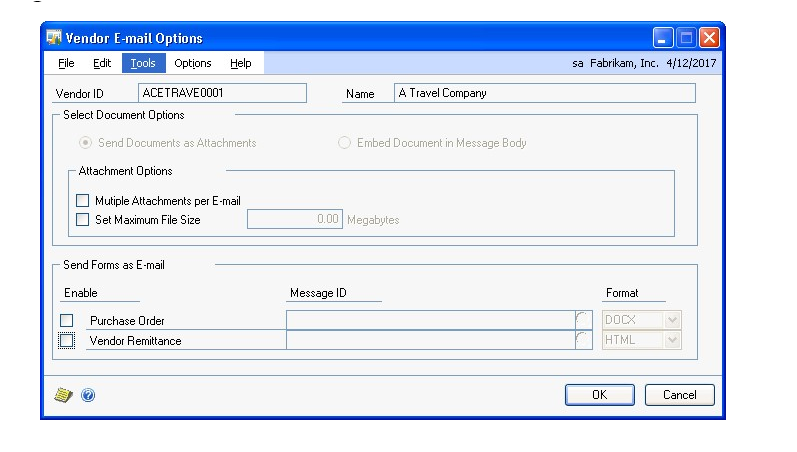 Vendor E-mail Options
File Edit Tools Options Help sa Fabrikam, Inc. 4/12/2017
Vendor ID ACETRAVE0001 Name A Travel Company
Select Document Options
Send Documents as Attachments Embed Document in Message Body
Attachment Options
Mutiple Attachments per E-mail
Set Maximum File Size 0.00 Megabytes
Send Forms as E-mail
Enable Message ID Format
Purchase Order DOCX
Vendor Remittance HTML
OK Cancel